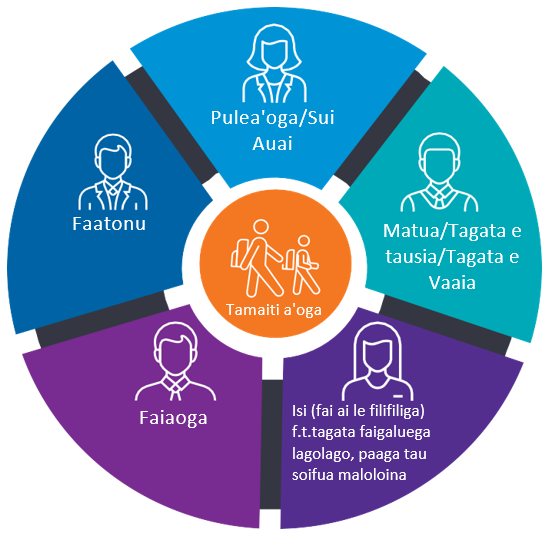 Pulea'oga/Sui
Auai
Faatonu
Matua/Tagata e
tausia/Tagata e
Vaaia
Tamaiti a'oga
Faiaoga
Isi (fai ai le filifiliga)
f.t.tagata faigaluega
lagolago, paaga tau
soifua maloloina